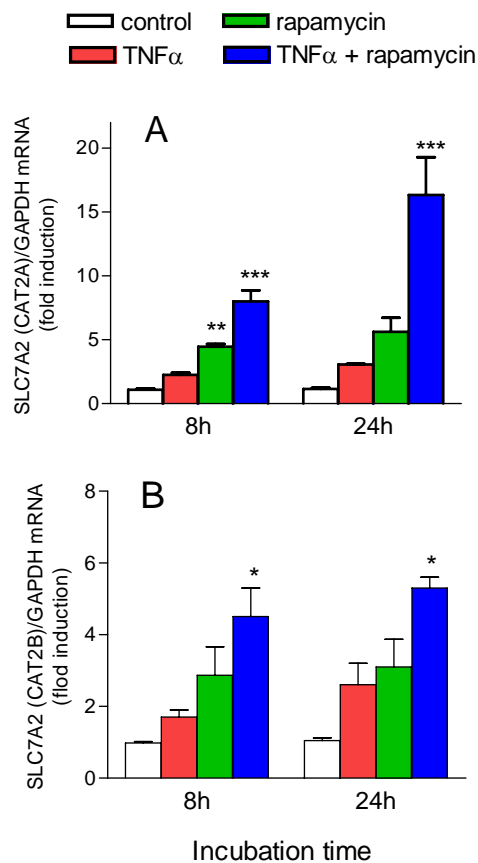 control
rapamycin
TNFα
TNFα + rapamycin
A
SLC7A2 (CAT2A)/GAPDH mRNA
(fold induction)
20
15
10
5
0
**
***
***
8h
24h
B
SLC7A2 (CAT2B)/GAPDH mRNA
(flod induction)
8
6
4
2
0
*
*
8h
24h
Incubation time